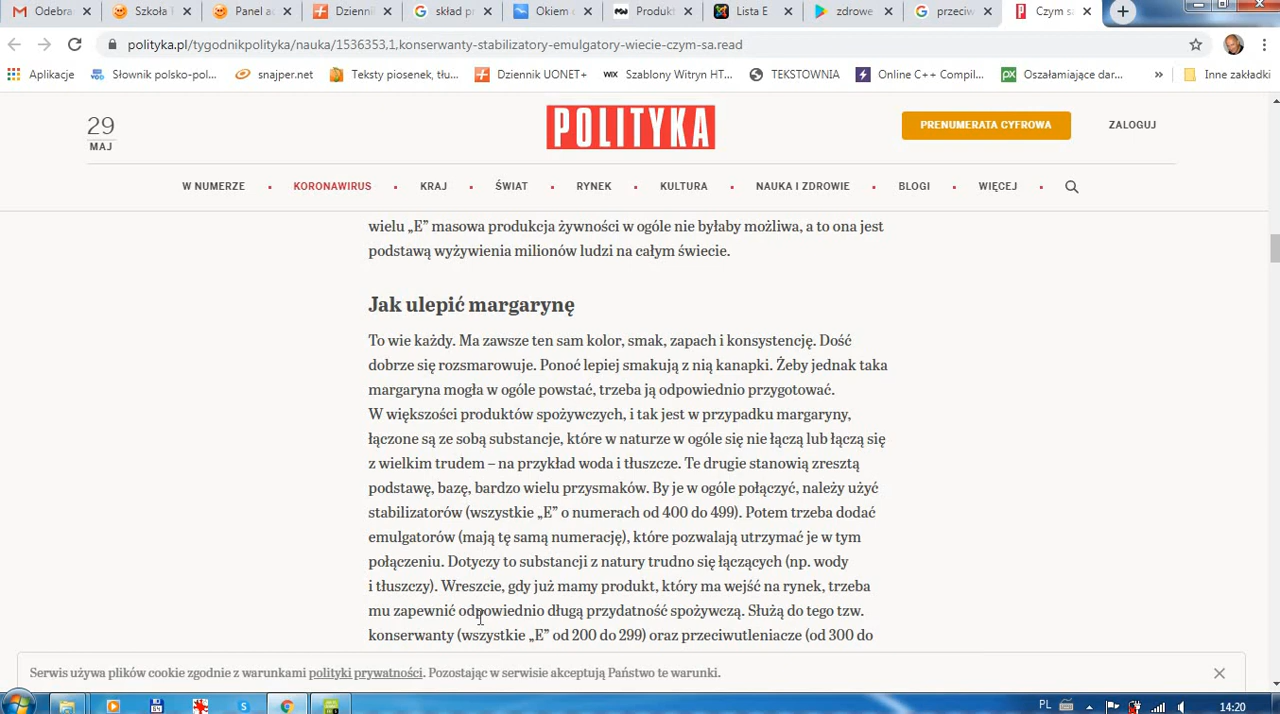 Odebra
Szkoła
Panel a
Dzienni
skład p
Okiem
Produkt
Lista E
zdrowe
przeciw
Czym s
polityka.pl/tygodnikpolityka/nauka/1536353,1,konserwanty-stabilizatory-emulgatory-wiecie-czym-sa.read
Aplikacje
Słownik polsko-pol...
snajper.net
Teksty piosenek, tłu...
Dziennik UONET+
WIX Szablony Witryn HT...
TEKSTOWNIA
Online C++ Compil...
Oszałamiające dar...
»
Inne zakładki
29
MAJ
POLITYKA
PRENUMERATA CYFROWA
ZALOGUJ
W NUMERZE
KORONAWIRUS
KRAJ
ŚWIAT
RYNEK
KULTURA
NAUKA I ZDROWIE
BLOGI
WIĘCEJ
wielu „E” masowa produkcja żywności w ogóle nie byłaby możliwa, a to ona jest
podstawą wyżywienia milionów ludzi na całym świecie.
Jak ulepić margarynę
To wie każdy. Ma zawsze ten sam kolor, smak, zapach i konsystencję. Dość
dobrze się rozsmarowuje. Ponoć lepiej smakują z nią kanapki. Żeby jednak taka
margaryna mogła w ogóle powstać, trzeba ją odpowiednio przygotować.
W większości produktów spożywczych, i tak jest w przypadku margaryny,
łączone są ze sobą substancje, które w naturze w ogóle się nie łączą lub łączą się
z wielkim trudem – na przykład woda i tłuszcze. Te drugie stanowią zresztą
podstawę, bazę, bardzo wielu przysmaków. By je w ogóle połączyć, należy użyć
stabilizatorów (wszystkie „E” o numerach od 400 do 499). Potem trzeba dodać
emulgatorów (mają tę samą numerację), które pozwalają utrzymać je w tym
połączeniu. Dotyczy to substancji z natury trudno się łączących (np. wody
i tłuszczy). Wreszcie, gdy już mamy produkt, który ma wejść na rynek, trzeba
mu zapewnić odpowiednio długą przydatność spożywczą. Służą do tego tzw.
konserwanty (wszystkie „E” od 200 do 299) oraz przeciwutleniacze (od 300 do
Serwis używa plików cookie zgodnie z warunkami polityki prywatności. Pozostając w serwisie akceptują Państwo te warunki.
PL
14:20